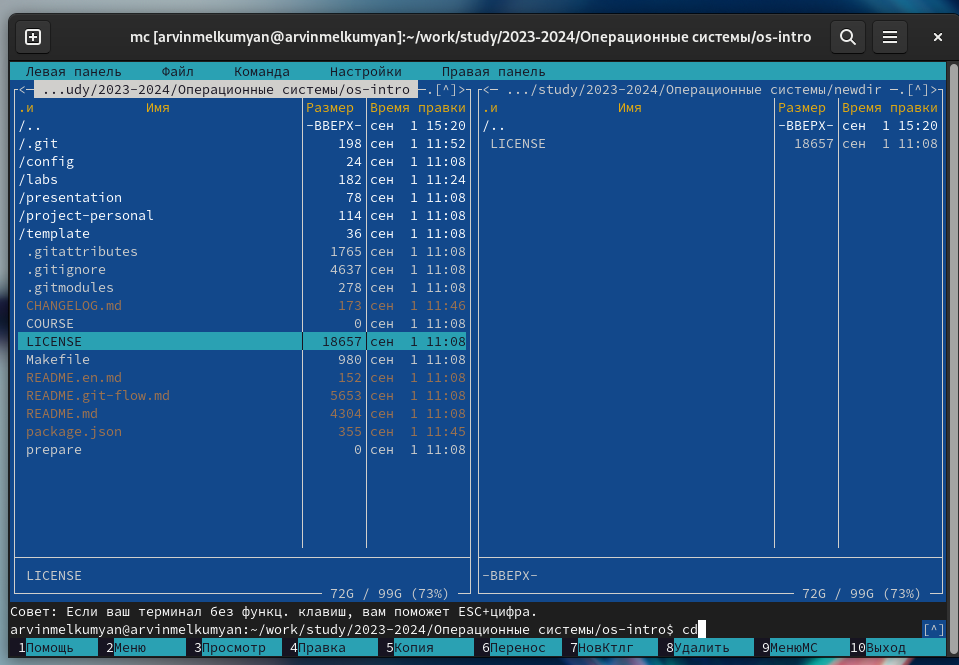 mc [arvinmelkumyan@arvinmelkumyan]:~/work/study/2023-2024/Операционные системы/os-intro
Левая панель Файл Команда Настройки Правая панель
<─ ...udy/2023-2024/Операционные системы/os-intro ─.[^]> <─ .../study/2023-2024/Операционные системы/newdir ─.[^]>
.и Имя Размер Время правки .и Имя Размер Время правки
/.. -ВВЕРХ- сен 1 15:20 /.. -ВВЕРХ- сен 1 15:20
/.git 198 сен 1 11:52 LICENSE 18657 сен 1 11:08
/config 24 сен 1 11:08
/labs 182 сен 1 11:24
/presentation 78 сен 1 11:08
/project-personal 114 сен 1 11:08
/template 36 сен 1 11:08
.gitattributes 1765 сен 1 11:08
.gitignore 4637 сен 1 11:08
.gitmodules 278 сен 1 11:08
CHANGELOG.md 173 сен 1 11:46
COURSE 0 сен 1 11:08
LICENSE 18657 сен 1 11:08
Makefile 980 сен 1 11:08
README.en.md 152 сен 1 11:08
README.git-flow.md 5653 сен 1 11:08
README.md 4304 сен 1 11:08
package.json 355 сен 1 11:45
prepare 0 сен 1 11:08
LICENSE -ВВЕРХ-
72G / 99G (73%) 72G / 99G (73%)
Совет: Если ваш терминал без функц. клавиш, вам поможет ESC+цифра.
arvinmelkumyan@arvinmelkumyan:~/work/study/2023-2024/Операционные системы/os-intro$ cd [^]
1Помощь 2Меню 3Просмотр 4Правка 5Копия 6Перенос 7НовКтлг 8Удалить 9МенюМС 10Выход